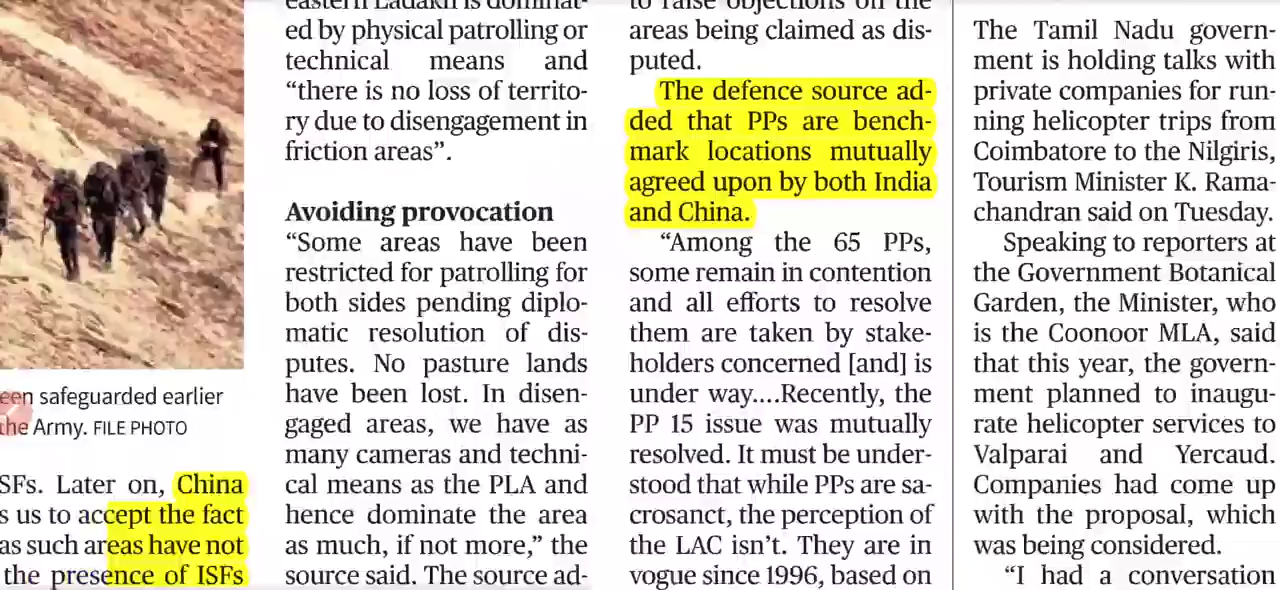 een safeguarded earlier
the Army. FILE PHOTO
SFs. Later on, China
s us to accept the fact
as such areas have not
the presence of ISFs
eastern Ladakh is dominat-
ed by physical patrolling or
technical means and
“there is no loss of territo-
ry due to disengagement in
friction areas”.
Avoiding provocation
“Some areas have been
restricted for patrolling for
both sides pending diplo-
matic resolution of dis-
putes. No pasture lands
have been lost. In disen-
gaged areas, we have as
many cameras and techni-
cal means as the PLA and
hence dominate the area
as much, if not more,” the
source said. The source ad-
to raise objections on the
areas being claimed as dis-
puted.
The defence source ad-
ded that PPs are bench-
mark locations mutually
agreed upon by both India
and China.
“Among the 65 PPs,
some remain in contention
and all efforts to resolve
them are taken by stake-
holders concerned [and] is
under way....Recently, the
PP 15 issue was mutually
resolved. It must be under-
stood that while PPs are sa-
crosanct, the perception of
the LAC isn’t. They are in
vogue since 1996, based on
The Tamil Nadu govern-
ment is holding talks with
private companies for run-
ning helicopter trips from
Coimbatore to the Nilgiris,
Tourism Minister K. Rama-
chandran said on Tuesday.
Speaking to reporters at
the Government Botanical
Garden, the Minister, who
is the Coonoor MLA, said
that this year, the govern-
ment planned to inaugu-
rate helicopter services to
Valparai and Yercaud.
Companies had come up
with the proposal, which
was being considered.
“I had a conversation